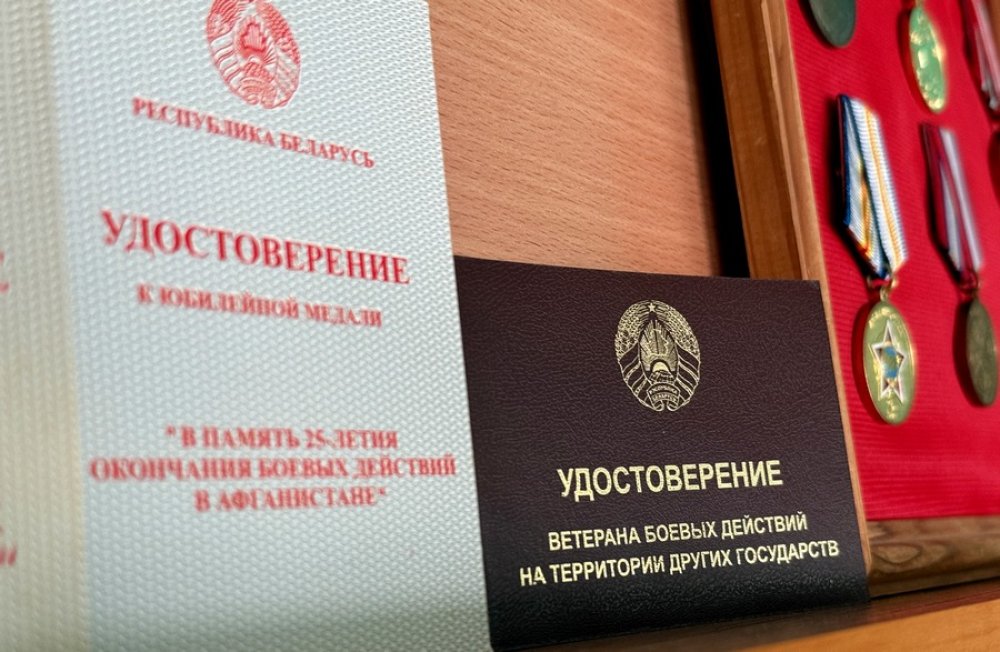 РЕСПУБЛИКА БЕЛАРУСЬ
УДОСТОВЕРЕНИЕ
К ЮБИЛЕЙНОЙ МЕДАЛИ
"В ПАМЯТЬ 25-ЛЕТИЯ
ОКОНЧАНИЯ БОЕВЫХ ДЕЙСТВИЙ
В АФГАНИСТАНЕ"
УДОСТОВЕРЕНИЕ
ВЕТЕРАНА БОЕВЫХ ДЕЙСТВИЙ
НА ТЕРРИТОРИИ ДРУГИХ ГОСУДАРСТВ